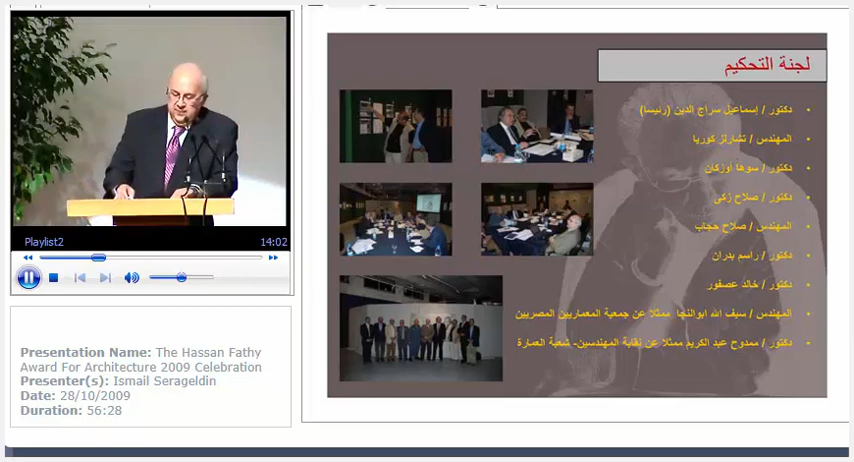 Playlist2
14:02
Presentation Name: The Hassan Fathy
Award For Architecture 2009 Celebration
Presenter(s): Ismail Serageldin
Date: 28/10/2009
Duration: 56:28
لجنة التحكيم
• دكتور / إسماعيل سراج الدين (رئيسا)
• المهندس / تشارلز كوريا
• دكتور / سوها أوزكان
• دكتور / صلاح زكى
• المهندس / صلاح حجاب
• دكتور / راسم بدران
• دكتور / خالد عصفور
• المهندس / سيف الله ابوالنجا ممثلا عن جمعية المعماريين المصريين
• دكتور / ممدوح عبد الكريم ممثلا عن نقابة المهندسين- شعبة العمارة